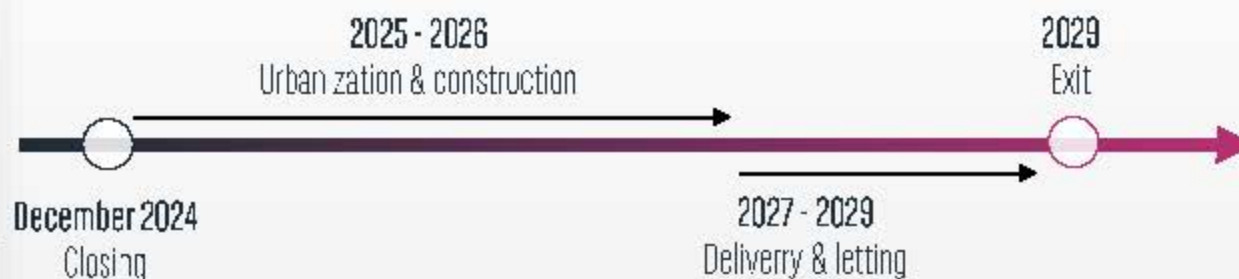 2025 - 2026
Urban zation & construction
2029
Exit
December 2024
Closing
2027 - 2029
Deliverry & letting